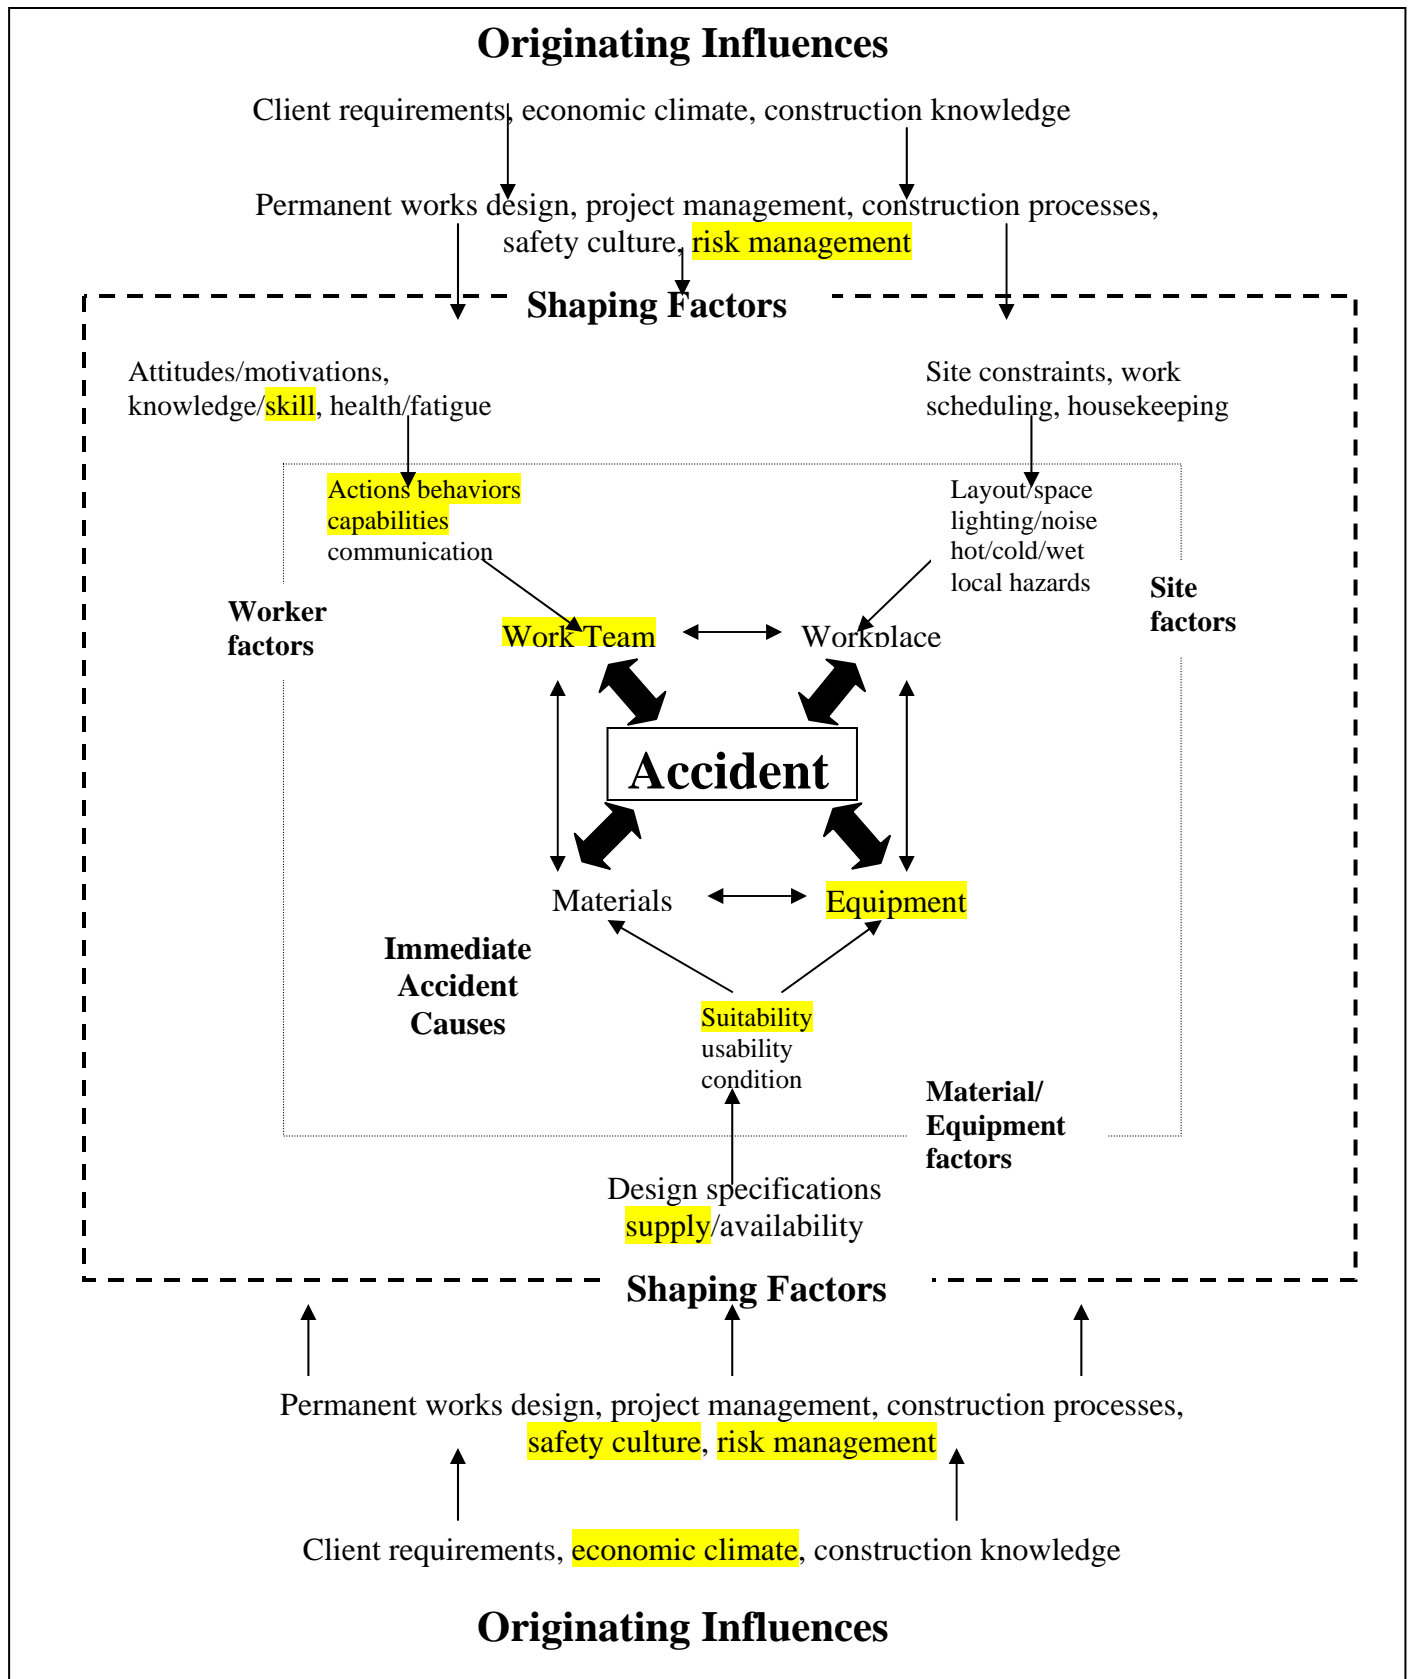 Originating Influences
Client requirements, economic climate, construction knowledge
Permanent works design, project management, construction processes,
safety culture, risk management
Shaping Factors
Attitudes/motivations,
knowledge/skill, health/fatigue
Site constraints, work
scheduling, housekeeping
Actions behaviors
capabilities
communication
Layout/space
lighting/noise
hot/cold/wet
local hazards
Worker
factors
Site
factors
Work Team
Workplace
Accident
Materials
Equipment
Immediate
Accident
Causes
Suitability
usability
condition
Material/
Equipment
factors
Design specifications
supply/availability
Shaping Factors
Permanent works design, project management, construction processes,
safety culture, risk management
Client requirements, economic climate, construction knowledge
Originating Influences